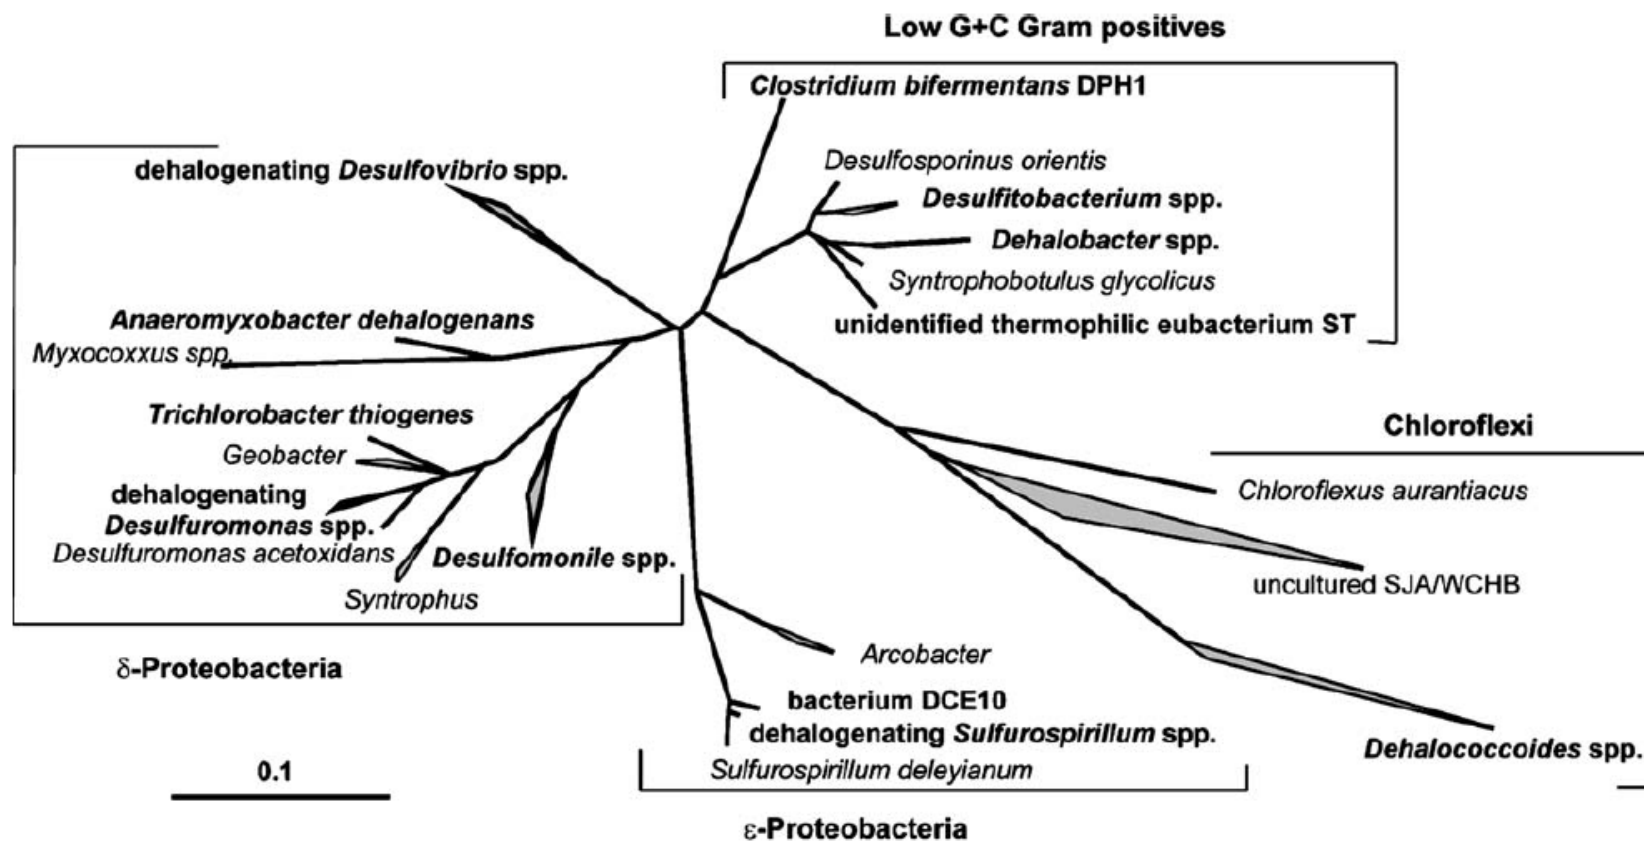 Low G+C Gram positives
Clostridium bifermentans DPH1
Desulfosporinus orientis
dehalogenating Desulfovibrio spp.
Desulfitobacterium spp.
Dehalobacter spp.
Syntrophobotulus glycolicus
Anaeromyxobacter dehalogenans
unidentified thermophilic eubacterium ST
Myxocoxxus spp.
Trichlorobacter thiogenes
Chloroflexi
Geobacter
dehalogenating
Desulfuromonas spp.
Chloroflexus aurantiacus
Desulfuromonas acetoxidans
Desulfomonile spp.
uncultured SJA/WCHB
Syntrophus
Arcobacter
δ-Proteobacteria
bacterium DCE10
dehalogenating Sulfurospirillum spp.
Dehalococcoides spp.
Sulfurospirillum deleyianum
0.1
ε-Proteobacteria